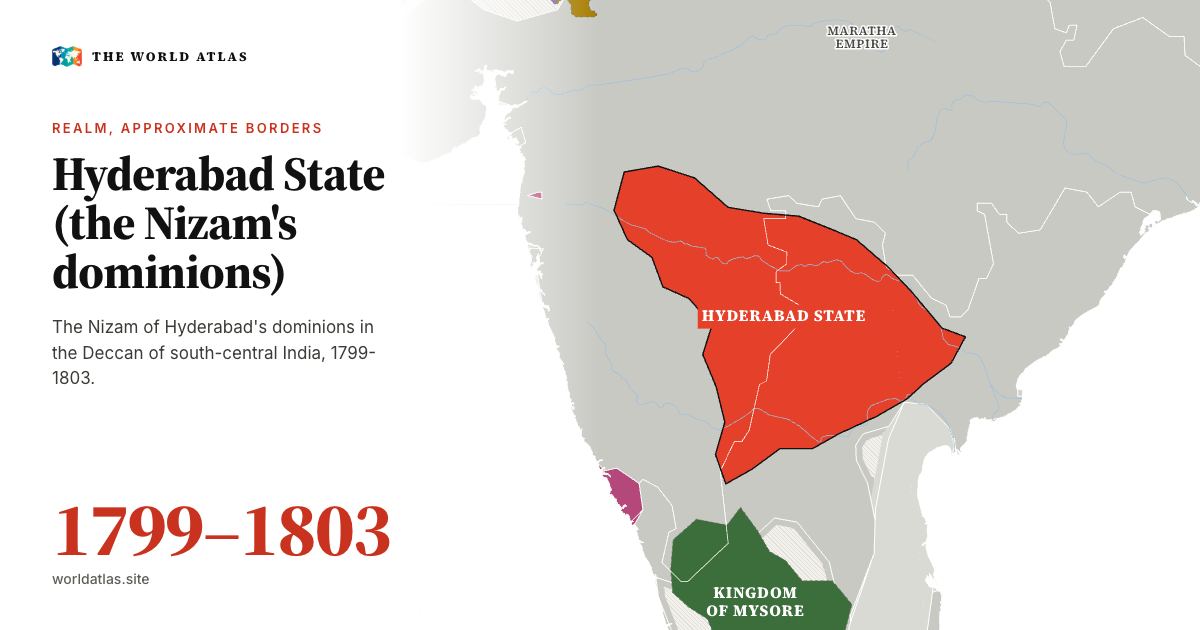 THE WORLD ATLAS
REALM, APPROXIMATE BORDERS
Hyderabad State
(the Nizam's
dominions)
The Nizam of Hyderabad's dominions in
the Deccan of south-central India, 1799-
1803.
1799–1803
worldatlas.site
MARATHA
EMPIRE
HYDERABAD STATE
KINGDOM
OF MYSORE